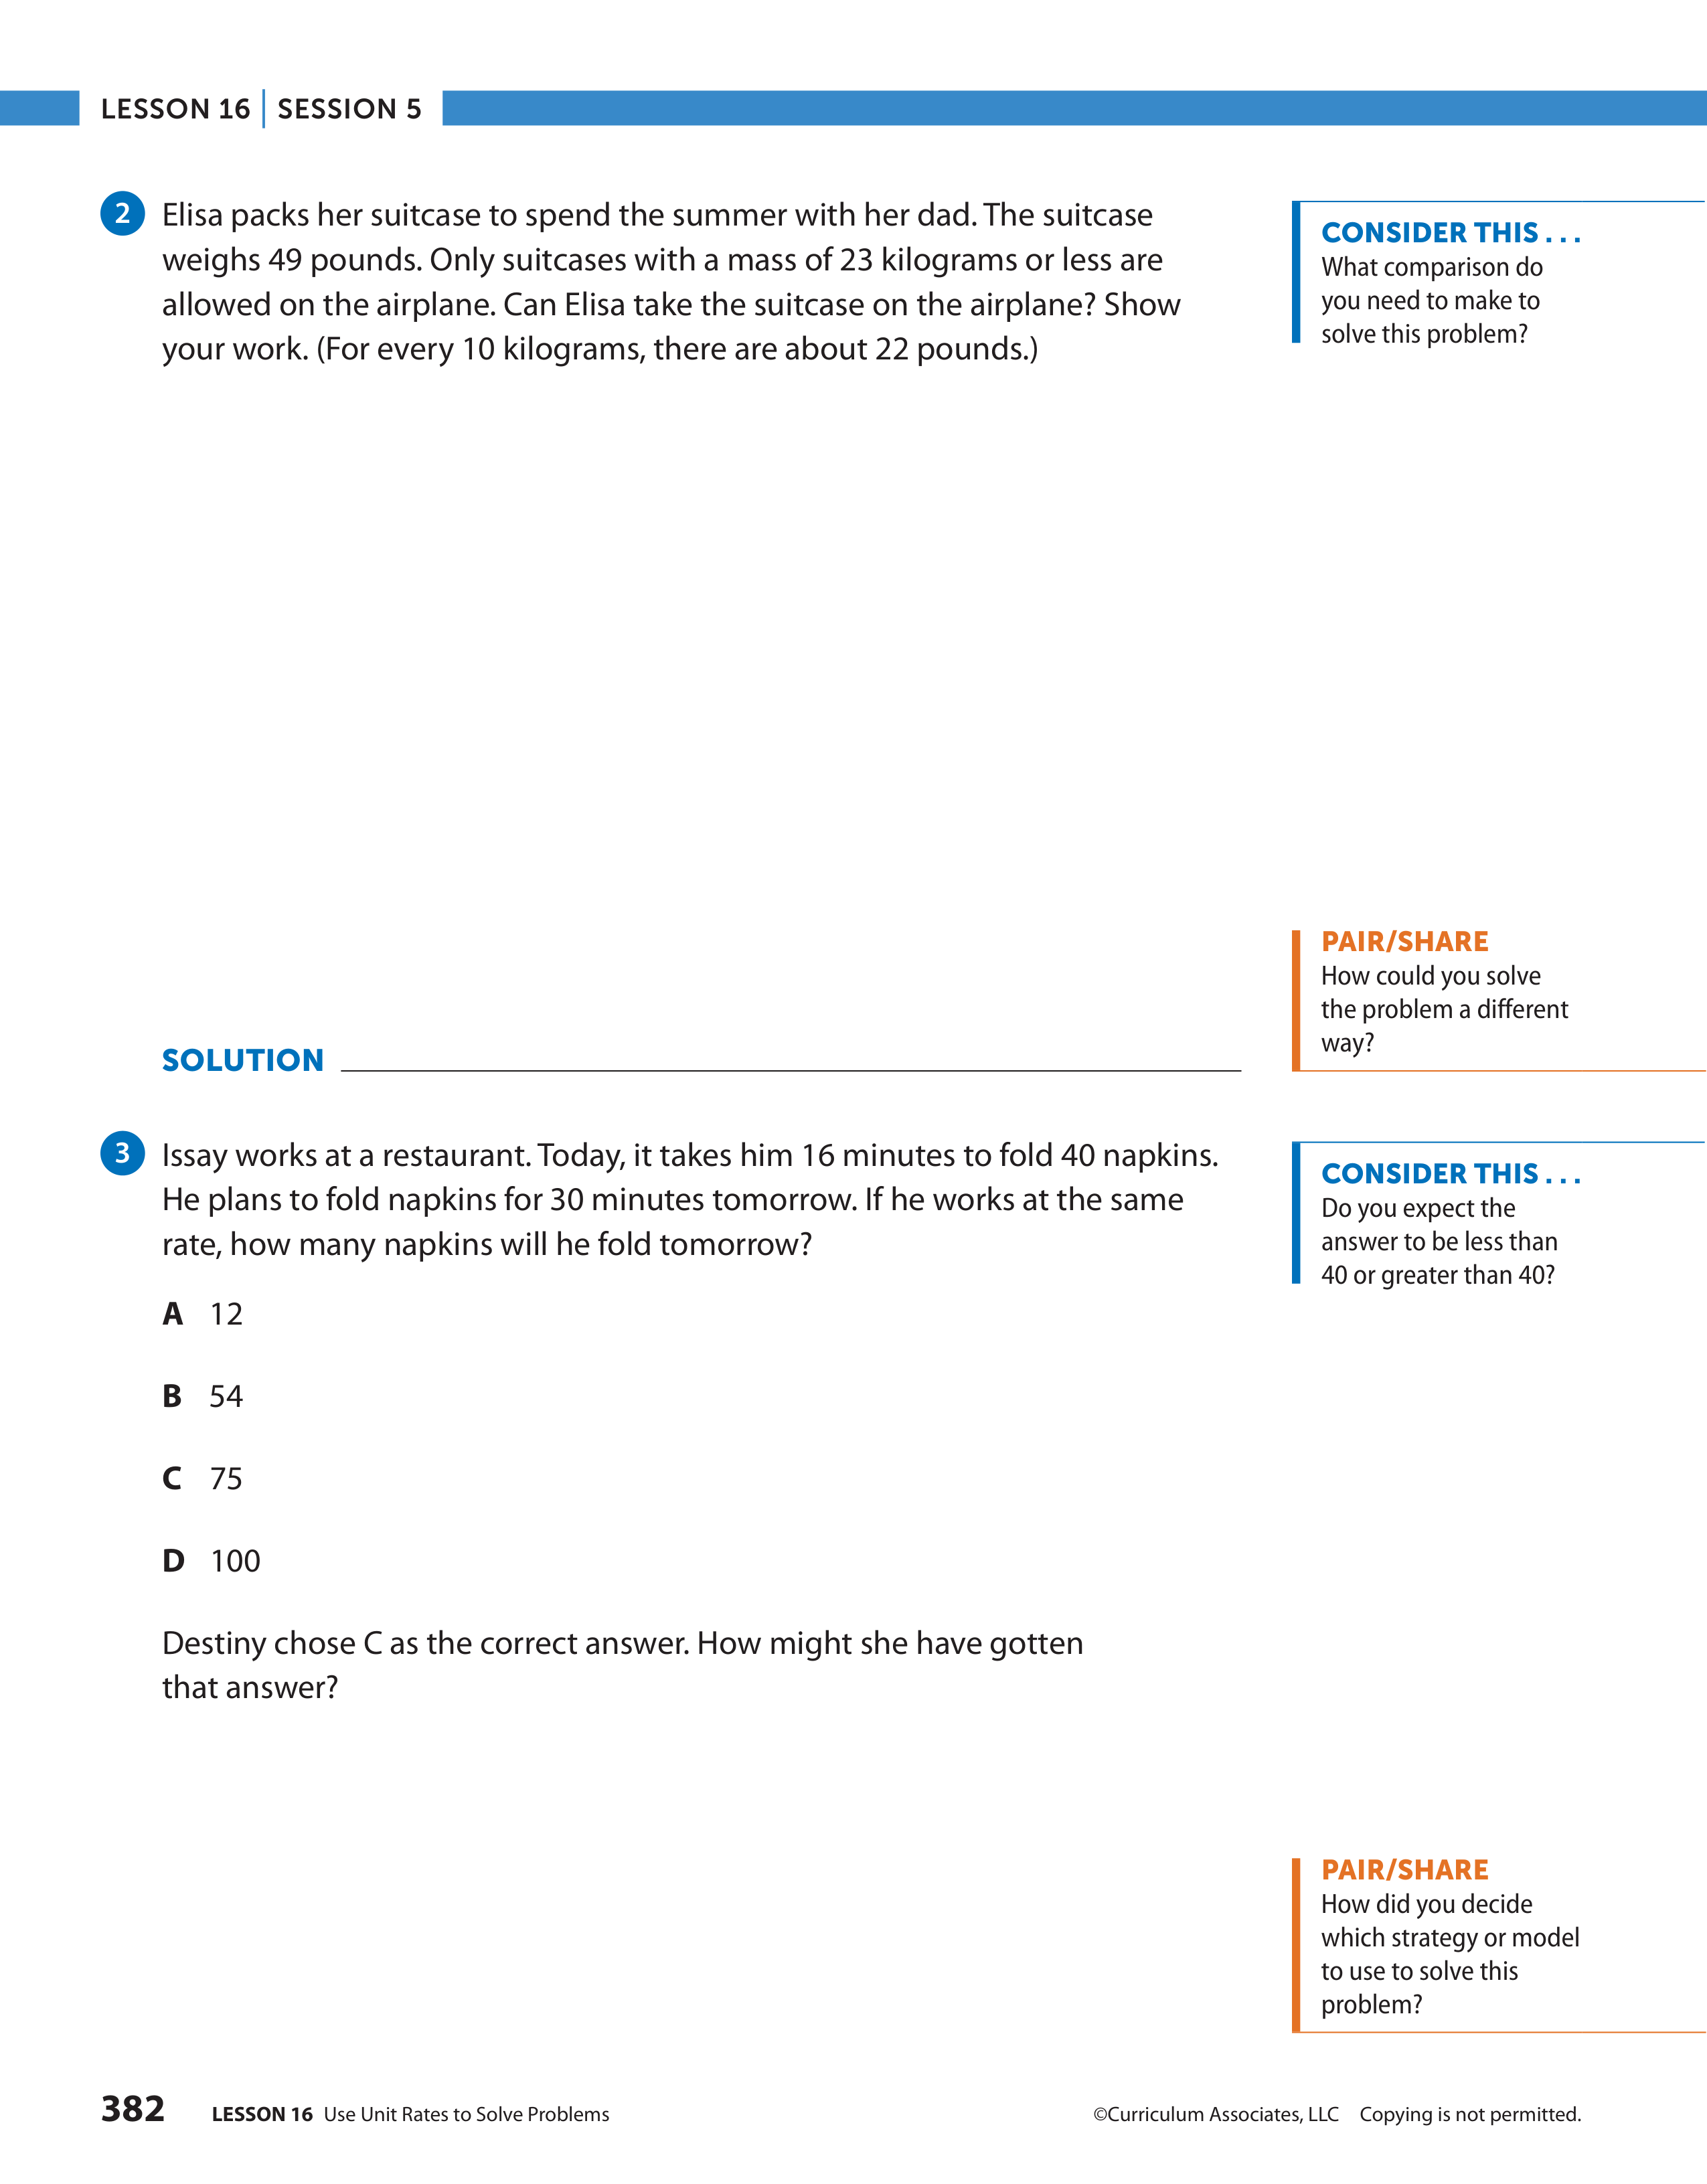 LESSON 16 | SESSION 5
2 Elisa packs her suitcase to spend the summer with her dad. The suitcase
weighs 49 pounds. Only suitcases with a mass of 23 kilograms or less are
allowed on the airplane. Can Elisa take the suitcase on the airplane? Show
your work. (For every 10 kilograms, there are about 22 pounds.)
CONSIDER THIS . . .
What comparison do
you need to make to
solve this problem?
PAIR/SHARE
How could you solve
the problem a different
way?
SOLUTION
3 Issay works at a restaurant. Today, it takes him 16 minutes to fold 40 napkins.
He plans to fold napkins for 30 minutes tomorrow. If he works at the same
rate, how many napkins will he fold tomorrow?
A 12
B 54
C 75
D 100
Destiny chose C as the correct answer. How might she have gotten
that answer?
CONSIDER THIS . . .
Do you expect the
answer to be less than
40 or greater than 40?
PAIR/SHARE
How did you decide
which strategy or model
to use to solve this
problem?
382 LESSON 16 Use Unit Rates to Solve Problems
©Curriculum Associates, LLC Copying is not permitted.